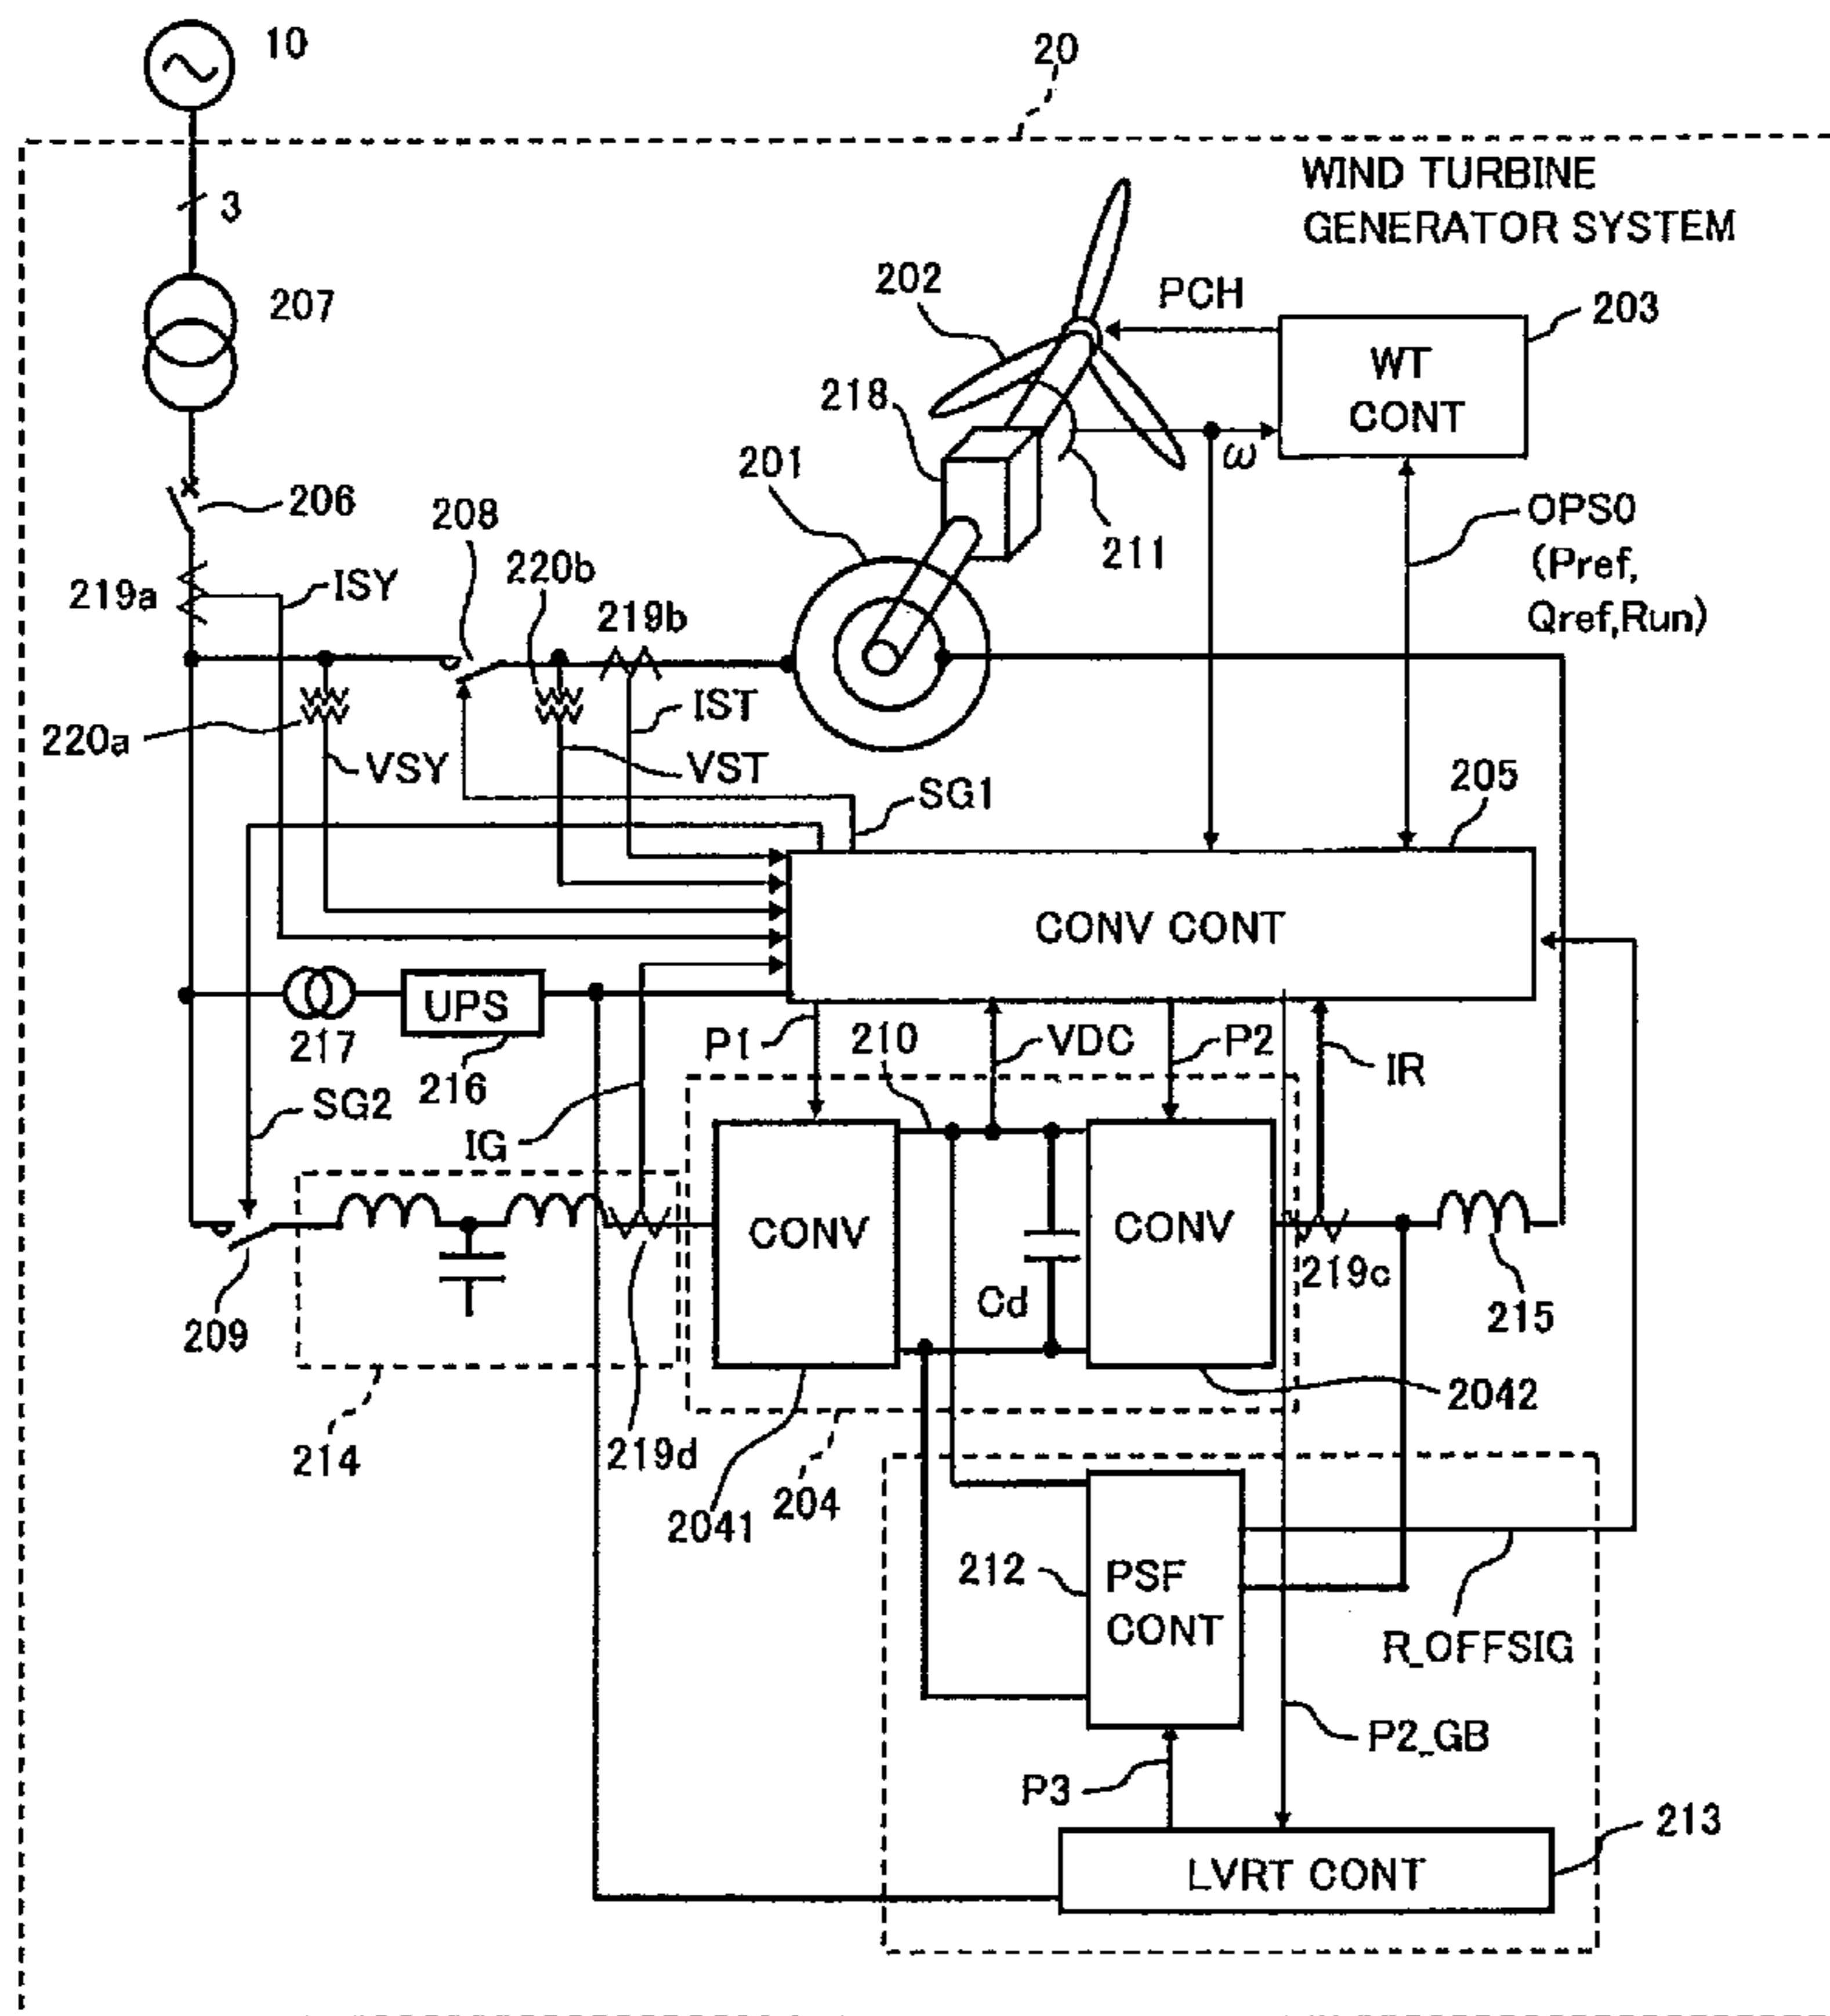 10
20
3
WIND TURBINE
GENERATOR SYSTEM
207
202
PCH
203
WT
CONT
218
ω
201
206
208
211
OPS0
(Pref,
Qref,Run)
220b
219a
ISY
219b
IST
220a
VSY
VST
SG1
205
CONV CONT
UPS
217
216
P1
210
VDC
P2
IR
SG2
IG
CONV
CONV
Cd
219c
215
209
2042
214
219d
2041
204
212
PSF
CONT
R_OFFSIG
P2_GB
P3
213
LVRT CONT